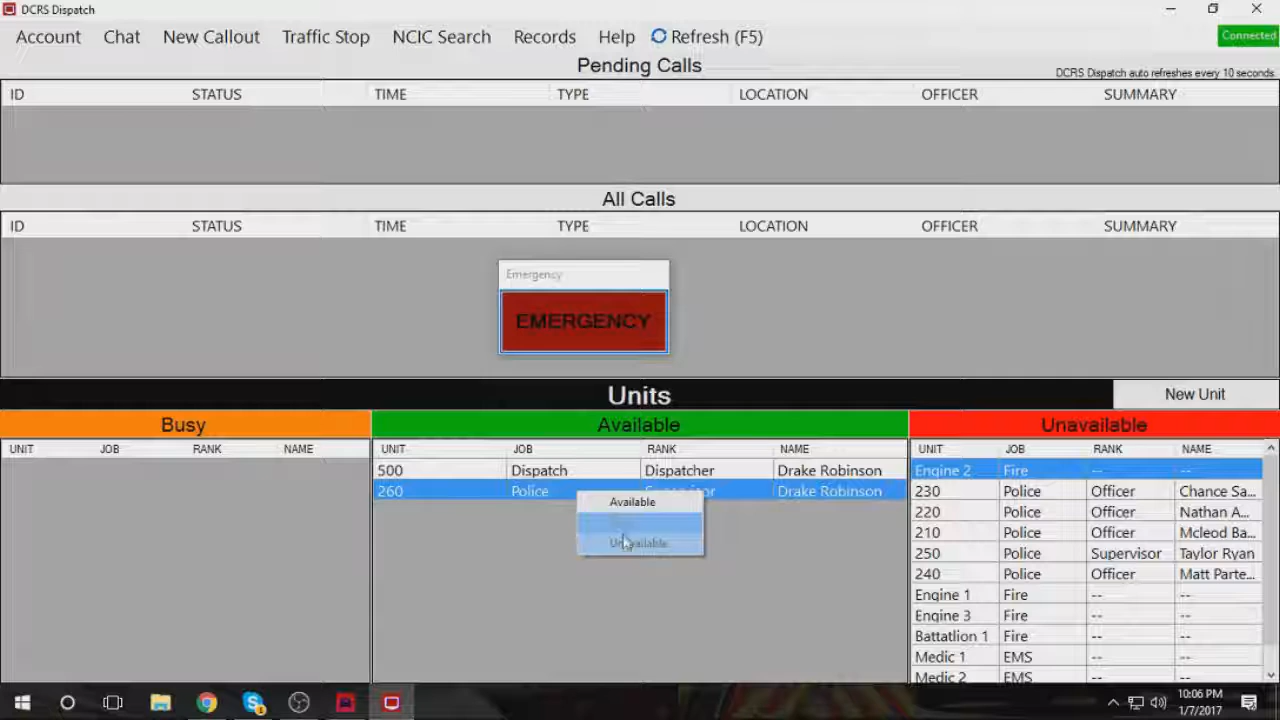 DCRS Dispatch
Account Chat New Callout Traffic Stop NCIC Search Records Help Refresh (F5) Connected
Pending Calls
DCRS Dispatch auto refreshes every 10 seconds.
ID STATUS TIME TYPE LOCATION OFFICER SUMMARY
All Calls
ID STATUS TIME TYPE LOCATION OFFICER SUMMARY
Emergency
EMERGENCY
Units New Unit
Busy Available Unavailable
UNIT JOB RANK NAME UNIT JOB RANK NAME UNIT JOB RANK NAME
500 Dispatch Dispatcher Drake Robinson Engine 2 Fire -- --
260 Police Supervisor Drake Robinson 230 Police Officer Chance Sa...
Available 220 Police Officer Nathan A...
210 Police Officer Mcleod Ba...
Unavailable 250 Police Supervisor Taylor Ryan
240 Police Officer Matt Parte...
Engine 1 Fire -- --
Engine 3 Fire -- --
Battatlion 1 Fire -- --
Medic 1 EMS -- --
Medic 2 EMS -- --
10:06 PM
1/7/2017